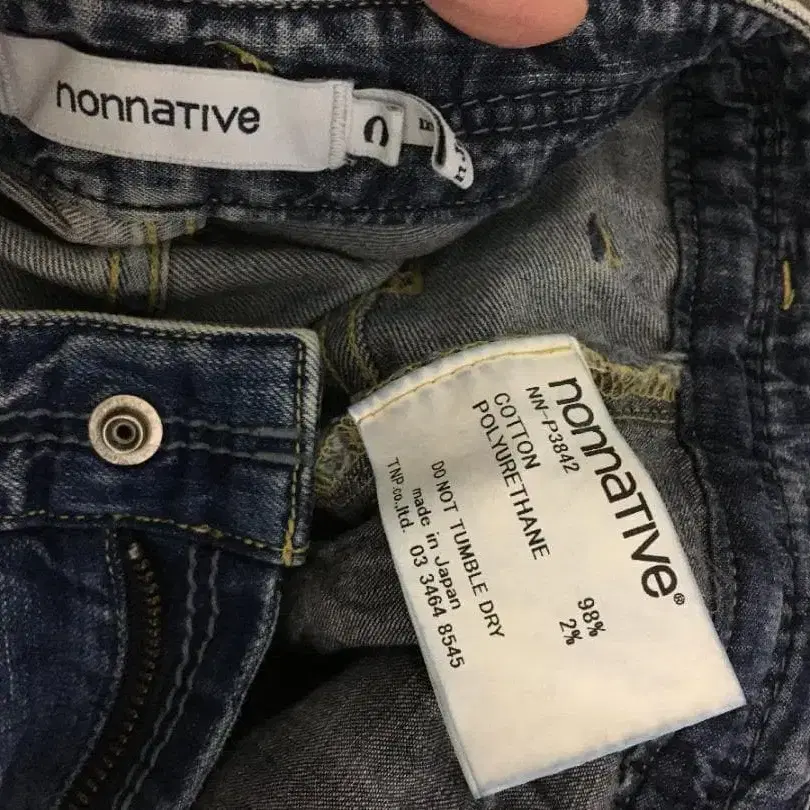 nonnaTIVe
0
nonnaTIVe®
NN-P3842
COTTON 98%
POLYURETHANE 2%
DO NOT TUMBLE DRY
made in Japan
TNP co.,ltd. 03 3464 8545